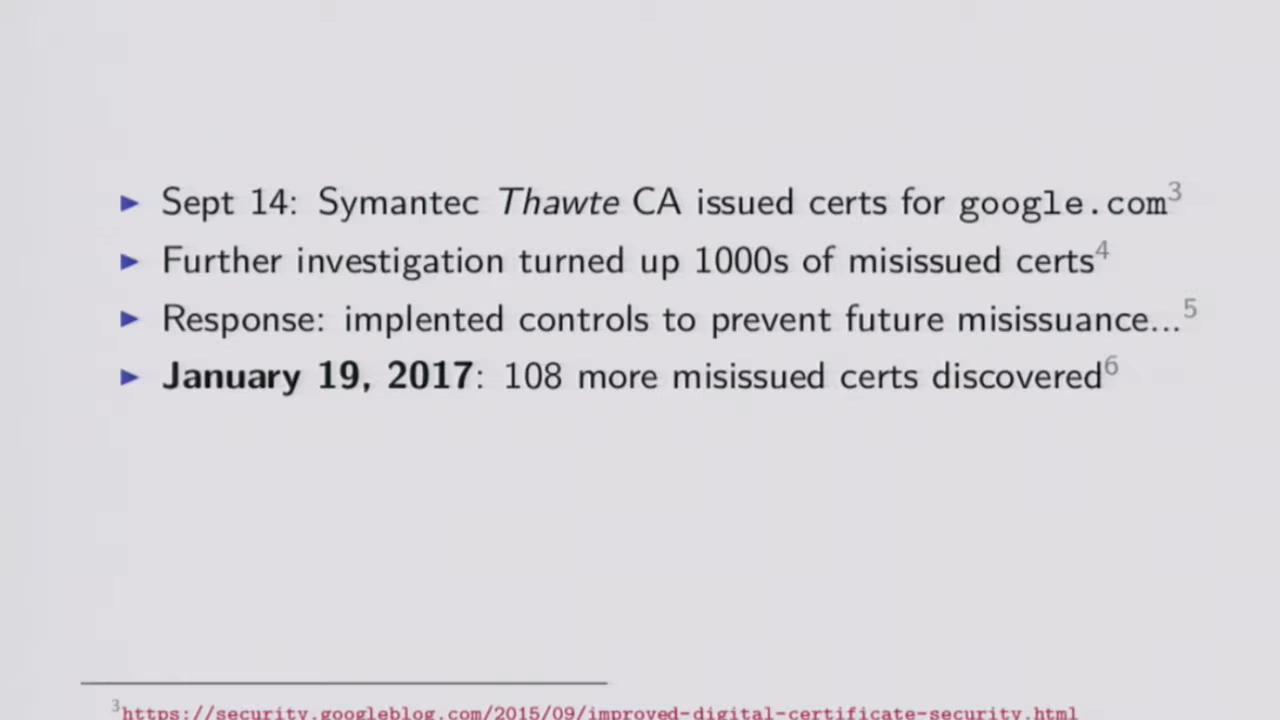 ▶ Sept 14: Symantec Thawte CA issued certs for google.com³
▶ Further investigation turned up 1000s of misissued certs⁴
▶ Response: implented controls to prevent future misissuance...⁵
▶ January 19, 2017: 108 more misissued certs discovered⁶
³https://security.googleblog.com/2015/09/improved-digital-certificate-security.html